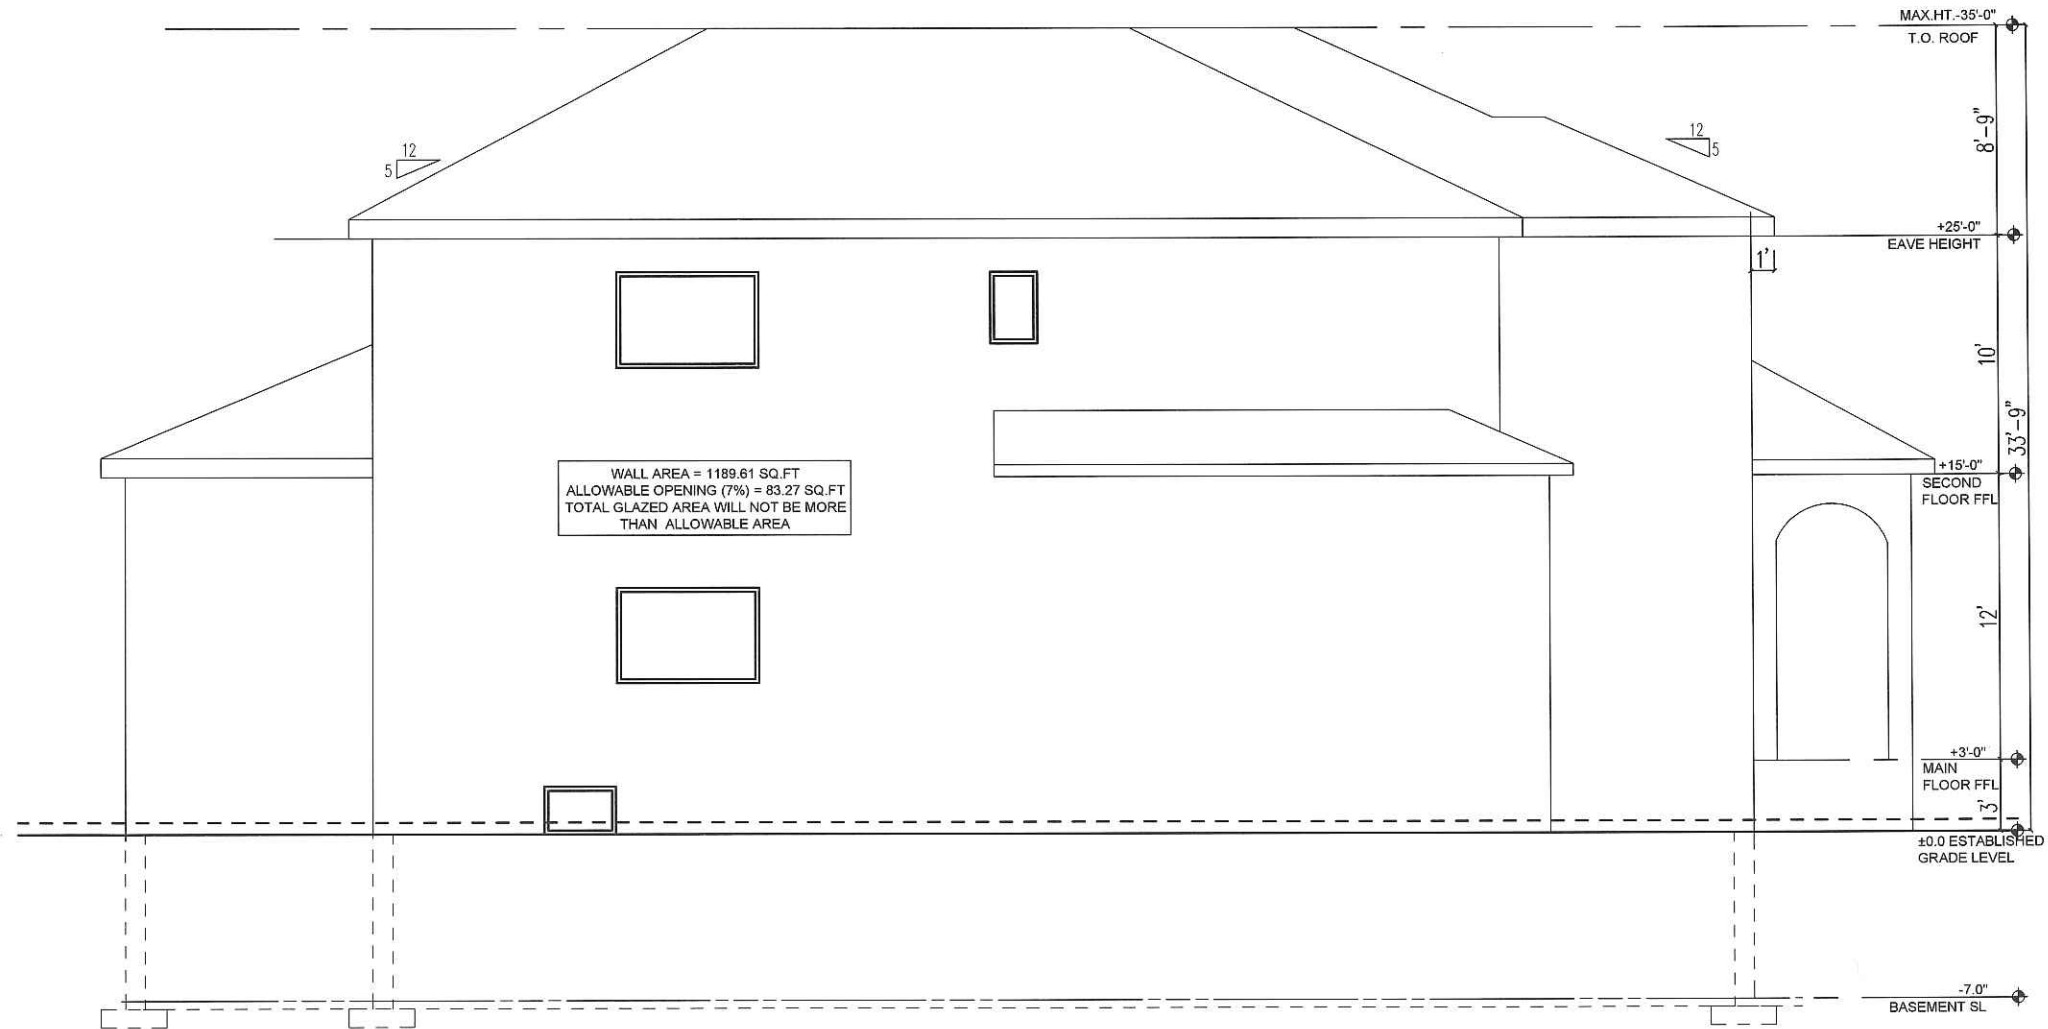 MAX.HT.-35'-0"
T.O. ROOF
8'-9"
12
5
12
5
+25'-0"
EAVE HEIGHT
1'
10'
33'-9"
WALL AREA = 1189.61 SQ.FT
ALLOWABLE OPENING (7%) = 83.27 SQ.FT
TOTAL GLAZED AREA WILL NOT BE MORE
THAN ALLOWABLE AREA
+15'-0"
SECOND
FLOOR FFL
12'
+3'-0"
MAIN
FLOOR FFL
3'
±0.0 ESTABLISHED
GRADE LEVEL
-7.0"
BASEMENT SL